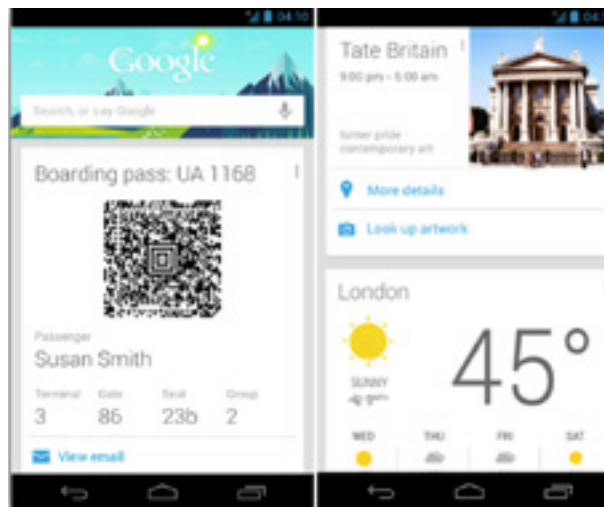 04:10
Google
Search, or say Google
Boarding pass: UA 1168
Passenger
Susan Smith
Terminal Gate Seat Group
3 86 23b 2
View email
04:1
Tate Britain
9:00 pm - 5:00 am
turner prize -
contemporary art
More details
Look up artwork
London
45°
SUNNY
WED THU FRI SAT